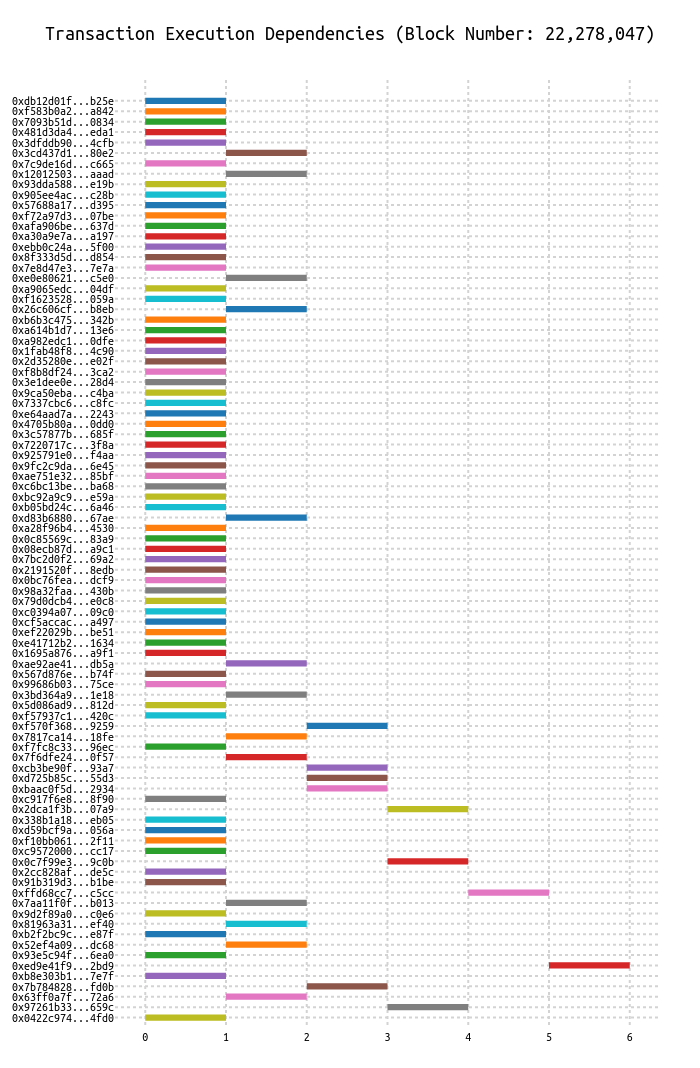 Transaction Execution Dependencies (Block Number: 22,278,047)
0xdb12d01f...b25e
0xf583b0a2...a842
0x7093b51d...0834
0x481d3da4...eda1
0x3dfddb90...4cfb
0x3cd437d1...80e2
0x7c9de16d...c665
0x12012503...aaad
0x93dda588...e19b
0x905ee4ac...c28b
0x57688a17...d395
0xf72a97d3...07be
0xafa906be...637d
0xa30a9e7a...a197
0xebb0c24a...5f00
0x8f333d5d...d854
0x7e8d47e3...7e7a
0xe0e80621...c5e0
0xa9065edc...04df
0xf1623528...059a
0x26c606cf...b8eb
0xb6b3c475...342b
0xa614b1d7...13e6
0xa982edc1...0dfe
0x1fab48f8...4c90
0x2d35280e...e02f
0xf8b8df24...3ca2
0x3e1dee0e...28d4
0x9ca50eba...c4ba
0x7337cbc6...c8fc
0xe64aad7a...2243
0x4705b80a...0dd0
0x3c57877b...685f
0x7220717c...3f8a
0x925791e0...f4aa
0x9fc2c9da...6e45
0xae751e32...85bf
0xc6bc13be...ba68
0xbc92a9c9...e59a
0xb05bd24c...6a46
0xd83b6880...67ae
0xa28f96b4...4530
0x0c85569c...83a9
0x08ecb87d...a9c1
0x7bc2d0f2...69a2
0x2191520f...8edb
0x0bc76fea...dcf9
0x98a32faa...430b
0x79d0dcb4...e0c8
0xc0394a07...09c0
0xcf5accac...a497
0xef22029b...be51
0xe41712b2...1634
0x1695a876...a9f1
0xae92ae41...db5a
0x567d876e...b74f
0x99686b03...75ce
0x3bd364a9...1e18
0x5d086ad9...812d
0xf57937c1...420c
0xf570f368...9259
0x7817ca14...18fe
0xf7fc8c33...96ec
0x7f6dfe24...0f57
0xcb3be90f...93a7
0xd725b85c...55d3
0xbaac0f5d...2934
0xc917f6e8...8f90
0x2dca1f3b...07a9
0x338b1a18...eb05
0xd59bcf9a...056a
0xf10bb061...2f11
0xc9572000...cc17
0x0c7f99e3...9c0b
0x2cc828af...de5c
0x91b319d3...b1be
0xffd68cc7...c5cc
0x7aa11f0f...b013
0x9d2f89a0...c0e6
0x81963a31...ef40
0xb2f2bc9c...e87f
0x52ef4a09...dc68
0x93e5c94f...6ea0
0xed9e41f9...2bd9
0xb8e303b1...7e7f
0x7b784828...fd0b
0x63ff0a7f...72a6
0x97261b33...659c
0x0422c974...4fd0
0 1 2 3 4 5 6